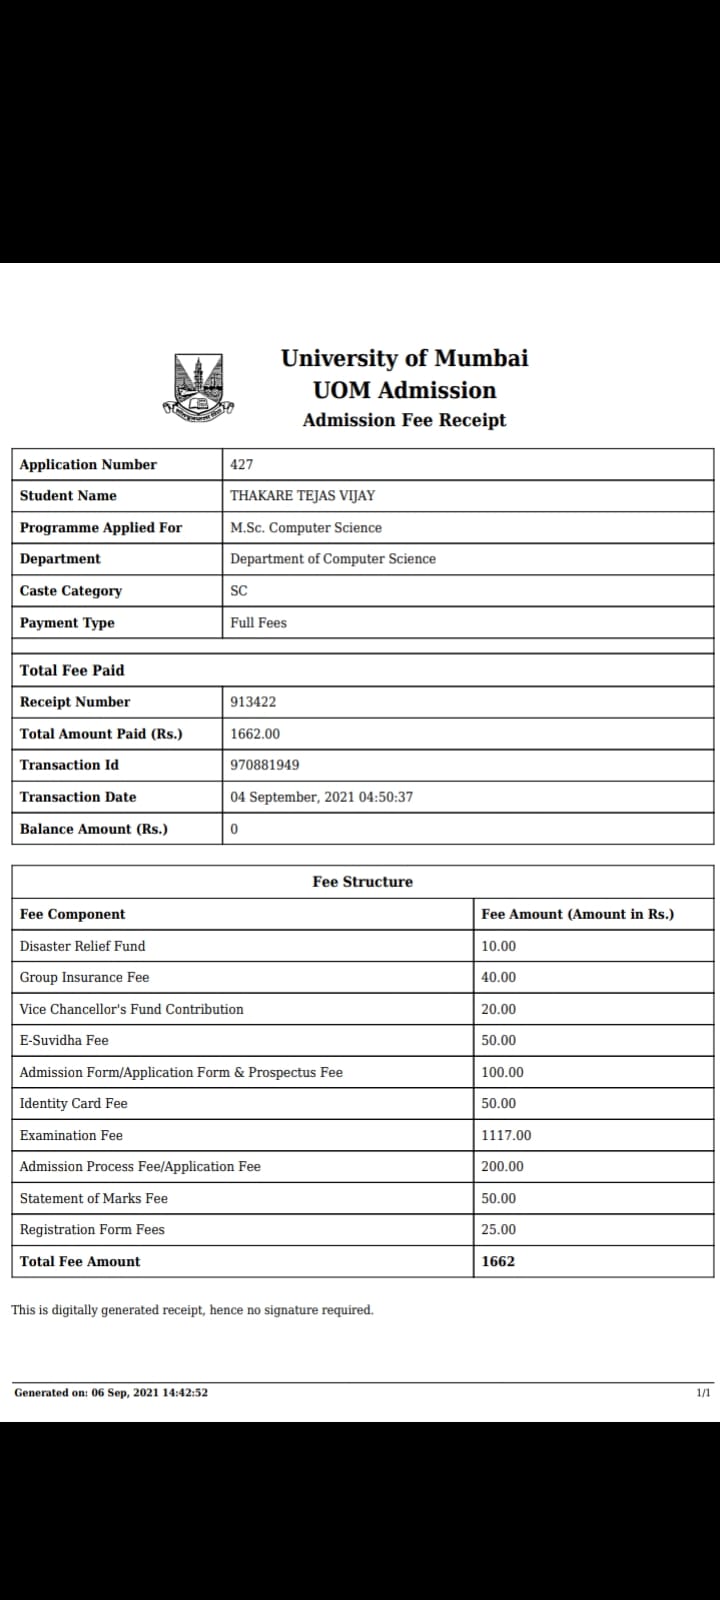 University of Mumbai
UOM Admission
Admission Fee Receipt
Application Number 427
Student Name THAKARE TEJAS VIJAY
Programme Applied For M.Sc. Computer Science
Department Department of Computer Science
Caste Category SC
Payment Type Full Fees
Total Fee Paid
Receipt Number 913422
Total Amount Paid (Rs.) 1662.00
Transaction Id 970881949
Transaction Date 04 September, 2021 04:50:37
Balance Amount (Rs.) 0
Fee Structure
Fee Component Fee Amount (Amount in Rs.)
Disaster Relief Fund 10.00
Group Insurance Fee 40.00
Vice Chancellor's Fund Contribution 20.00
E-Suvidha Fee 50.00
Admission Form/Application Form & Prospectus Fee 100.00
Identity Card Fee 50.00
Examination Fee 1117.00
Admission Process Fee/Application Fee 200.00
Statement of Marks Fee 50.00
Registration Form Fees 25.00
Total Fee Amount 1662
This is digitally generated receipt, hence no signature required.
Generated on: 06 Sep, 2021 14:42:52 1/1